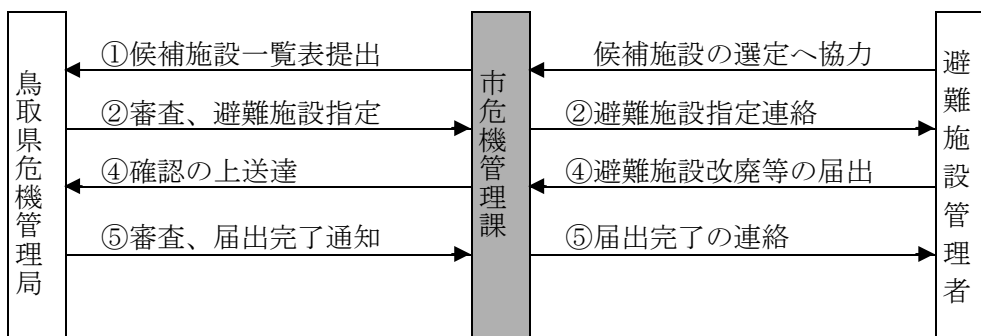 鳥取県危機管理局
市危機管理課
避難施設管理者
①候補施設一覧表提出
候補施設の選定へ協力
②審査、避難施設指定
②避難施設指定連絡
④確認の上送達
④避難施設改廃等の届出
⑤審査、届出完了通知
⑤届出完了の連絡